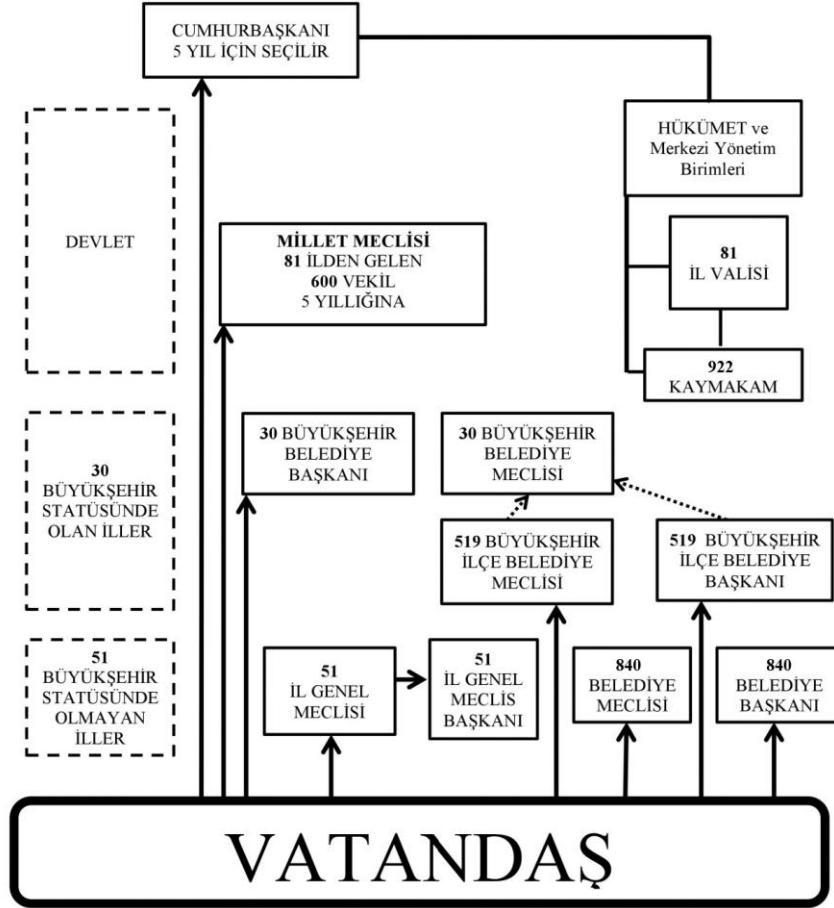 CUMHURBAŞKANI
5 YIL İÇİN SEÇİLİR
HÜKÜMET ve
Merkezi Yönetim
Birimleri
DEVLET
MİLLET MECLİSİ
81 İLDEN GELEN
600 VEKİL
5 YILLIĞINA
81
İL VALİSİ
922
KAYMAKAM
30
BÜYÜKŞEHİR
STATÜSÜNDE
OLAN İLLER
30 BÜYÜKŞEHİR
BELEDİYE
BAŞKANI
30 BÜYÜKŞEHİR
BELEDİYE
MECLİSİ
519 BÜYÜKŞEHİR
İLÇE BELEDİYE
MECLİSİ
519 BÜYÜKŞEHİR
İLÇE BELEDİYE
BAŞKANI
51
BÜYÜKŞEHİR
STATÜSÜNDE
OLMAYAN
İLLER
51
İL GENEL
MECLİSİ
51
İL GENEL
MECLİS
BAŞKANI
840
BELEDİYE
MECLİSİ
840
BELEDİYE
BAŞKANI
VATANDAŞ